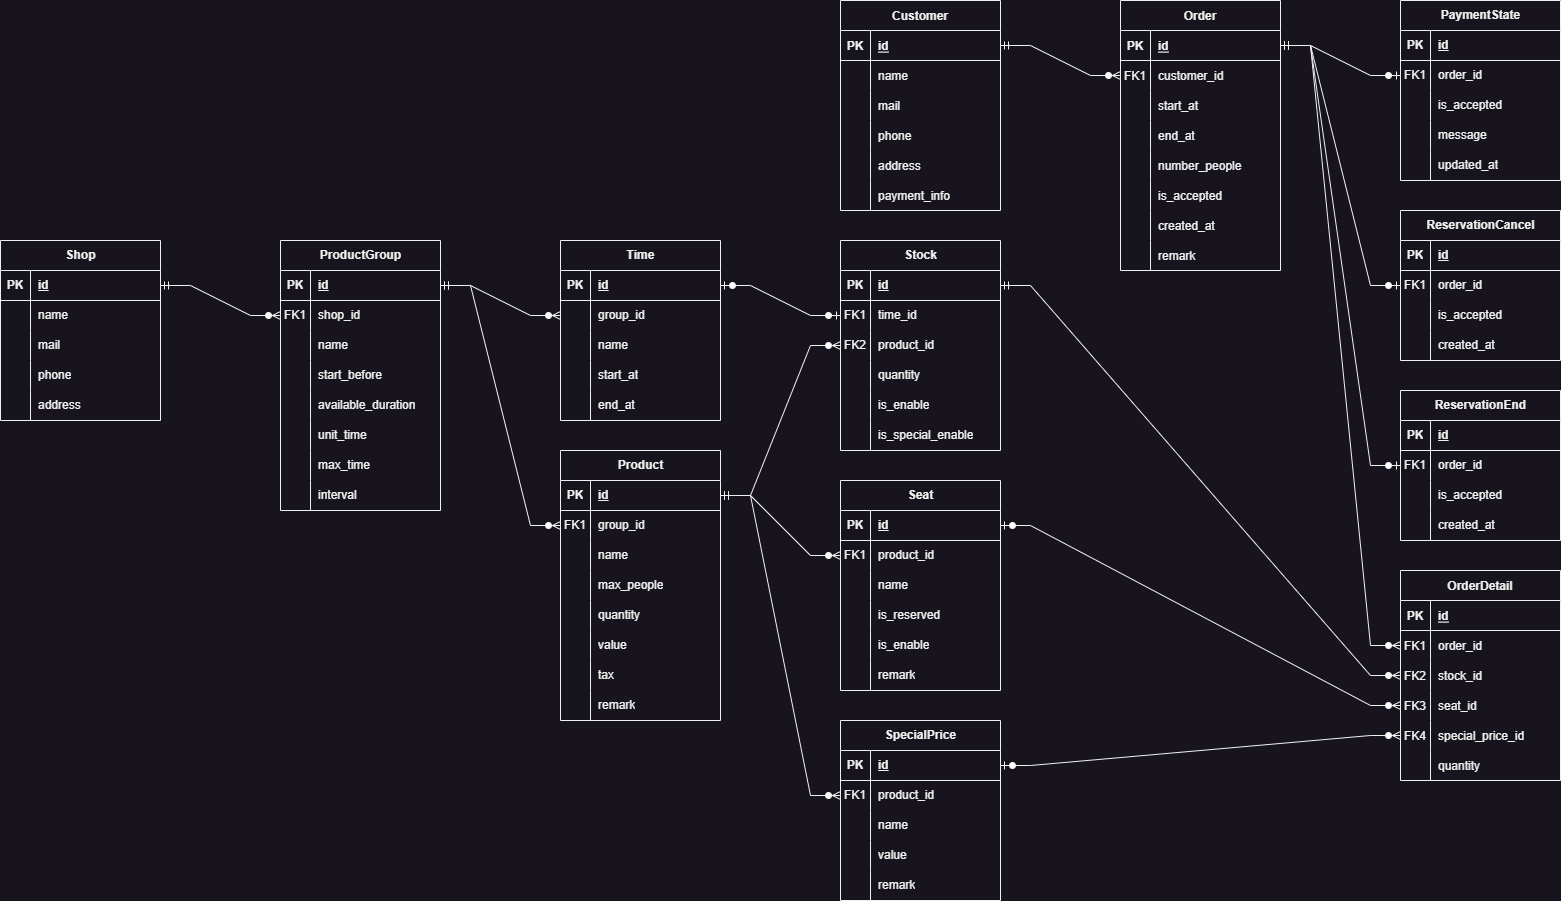 Customer
PK id
name
mail
phone
address
payment_info
Order
PK id
FK1 customer_id
start_at
end_at
number_people
is_accepted
created_at
remark
PaymentState
PK id
FK1 order_id
is_accepted
message
updated_at
ReservationCancel
PK id
FK1 order_id
is_accepted
created_at
Shop
PK id
name
mail
phone
address
ProductGroup
PK id
FK1 shop_id
name
start_before
available_duration
unit_time
max_time
interval
Time
PK id
group_id
name
start_at
end_at
Stock
PK id
FK1 time_id
FK2 product_id
quantity
is_enable
is_special_enable
ReservationEnd
PK id
FK1 order_id
is_accepted
created_at
Product
PK id
FK1 group_id
name
max_people
quantity
value
tax
remark
Seat
PK id
FK1 product_id
name
is_reserved
is_enable
remark
OrderDetail
PK id
FK1 order_id
FK2 stock_id
FK3 seat_id
FK4 special_price_id
quantity
SpecialPrice
PK id
FK1 product_id
name
value
remark